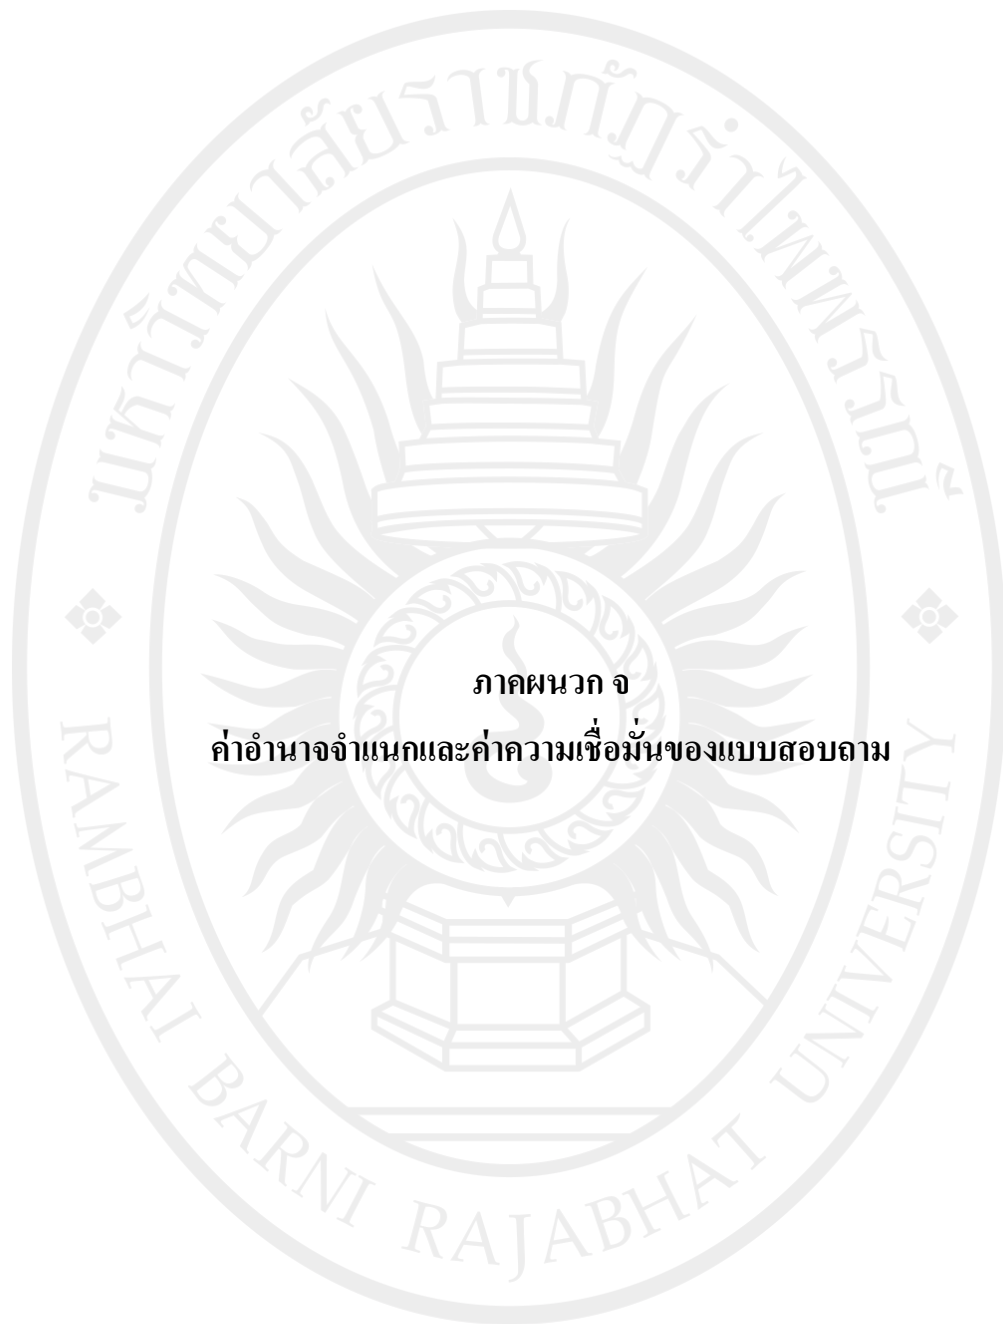 มหาวิทยาลัยราชภัฏรำไพพรรณี
ภาคผนวก จ
ค่าอำนาจจำแนกและค่าความเชื่อมั่นของแบบสอบถาม
RAMBHAI BARNI RAJABHAT UNIVERSITY